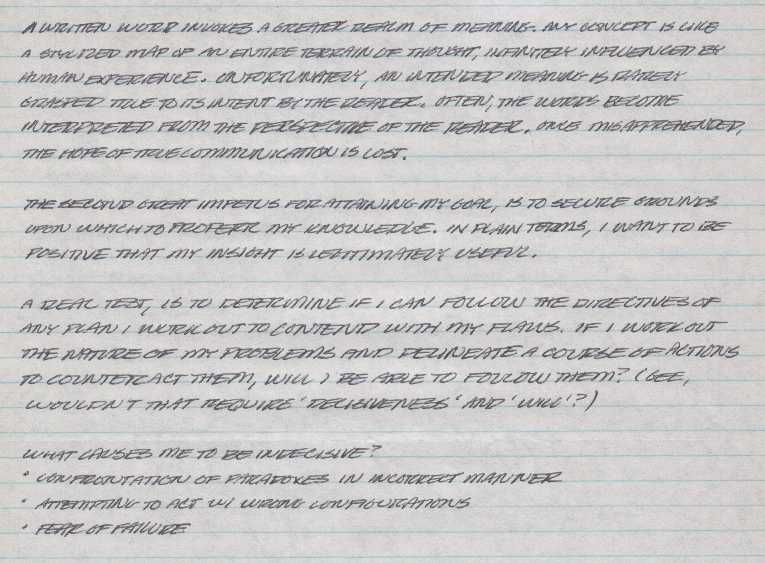 A WRITTEN WORD INVOKES A GREATER REALM OF MEANING. ANY CONCEPT IS LIKE
A STYLIZED MAP OF AN ENTIRE TERRAIN OF THOUGHT, INFINITELY INFLUENCED BY
HUMAN EXPERIENCE. UNFORTUNATELY, AN INTENDED MEANING IS RARELY
GRASPED TRUE TO ITS INTENT BY THE READER. OFTEN, THE WORDS BECOME
INTERPRETED FROM THE PERSPECTIVE OF THE READER. ONCE MISAPPREHENDED,
THE HOPE OF TRUE COMMUNICATION IS LOST.
THE SECOND GREAT IMPETUS FOR ATTAINING MY GOAL, IS TO SECURE GROUNDS
UPON WHICH TO PROFERR MY KNOWLEDGE. IN PLAIN TERMS, I WANT TO BE
POSITIVE THAT MY INSIGHT IS LEGITIMATELY USEFUL.
A REAL TEST, IS TO DETERMINE IF I CAN FOLLOW THE DIRECTIVES OF
ANY PLAN I WORK OUT TO CONTEND WITH MY FLAWS. IF I WORK OUT
THE NATURE OF MY PROBLEMS AND DELINEATE A COURSE OF ACTIONS
TO COUNTERACT THEM, WILL I BE ABLE TO FOLLOW THEM? (GEE,
WOULDN'T THAT REQUIRE 'DECISIVENESS' AND 'WILL'?)
WHAT CAUSES ME TO BE INDECISIVE?
• CONFRONTATION OF PARADOXES IN INCORRECT MANNER
• ATTEMPTING TO ACT W/ WRONG CONFIGURATIONS
• FEAR OF FAILURE